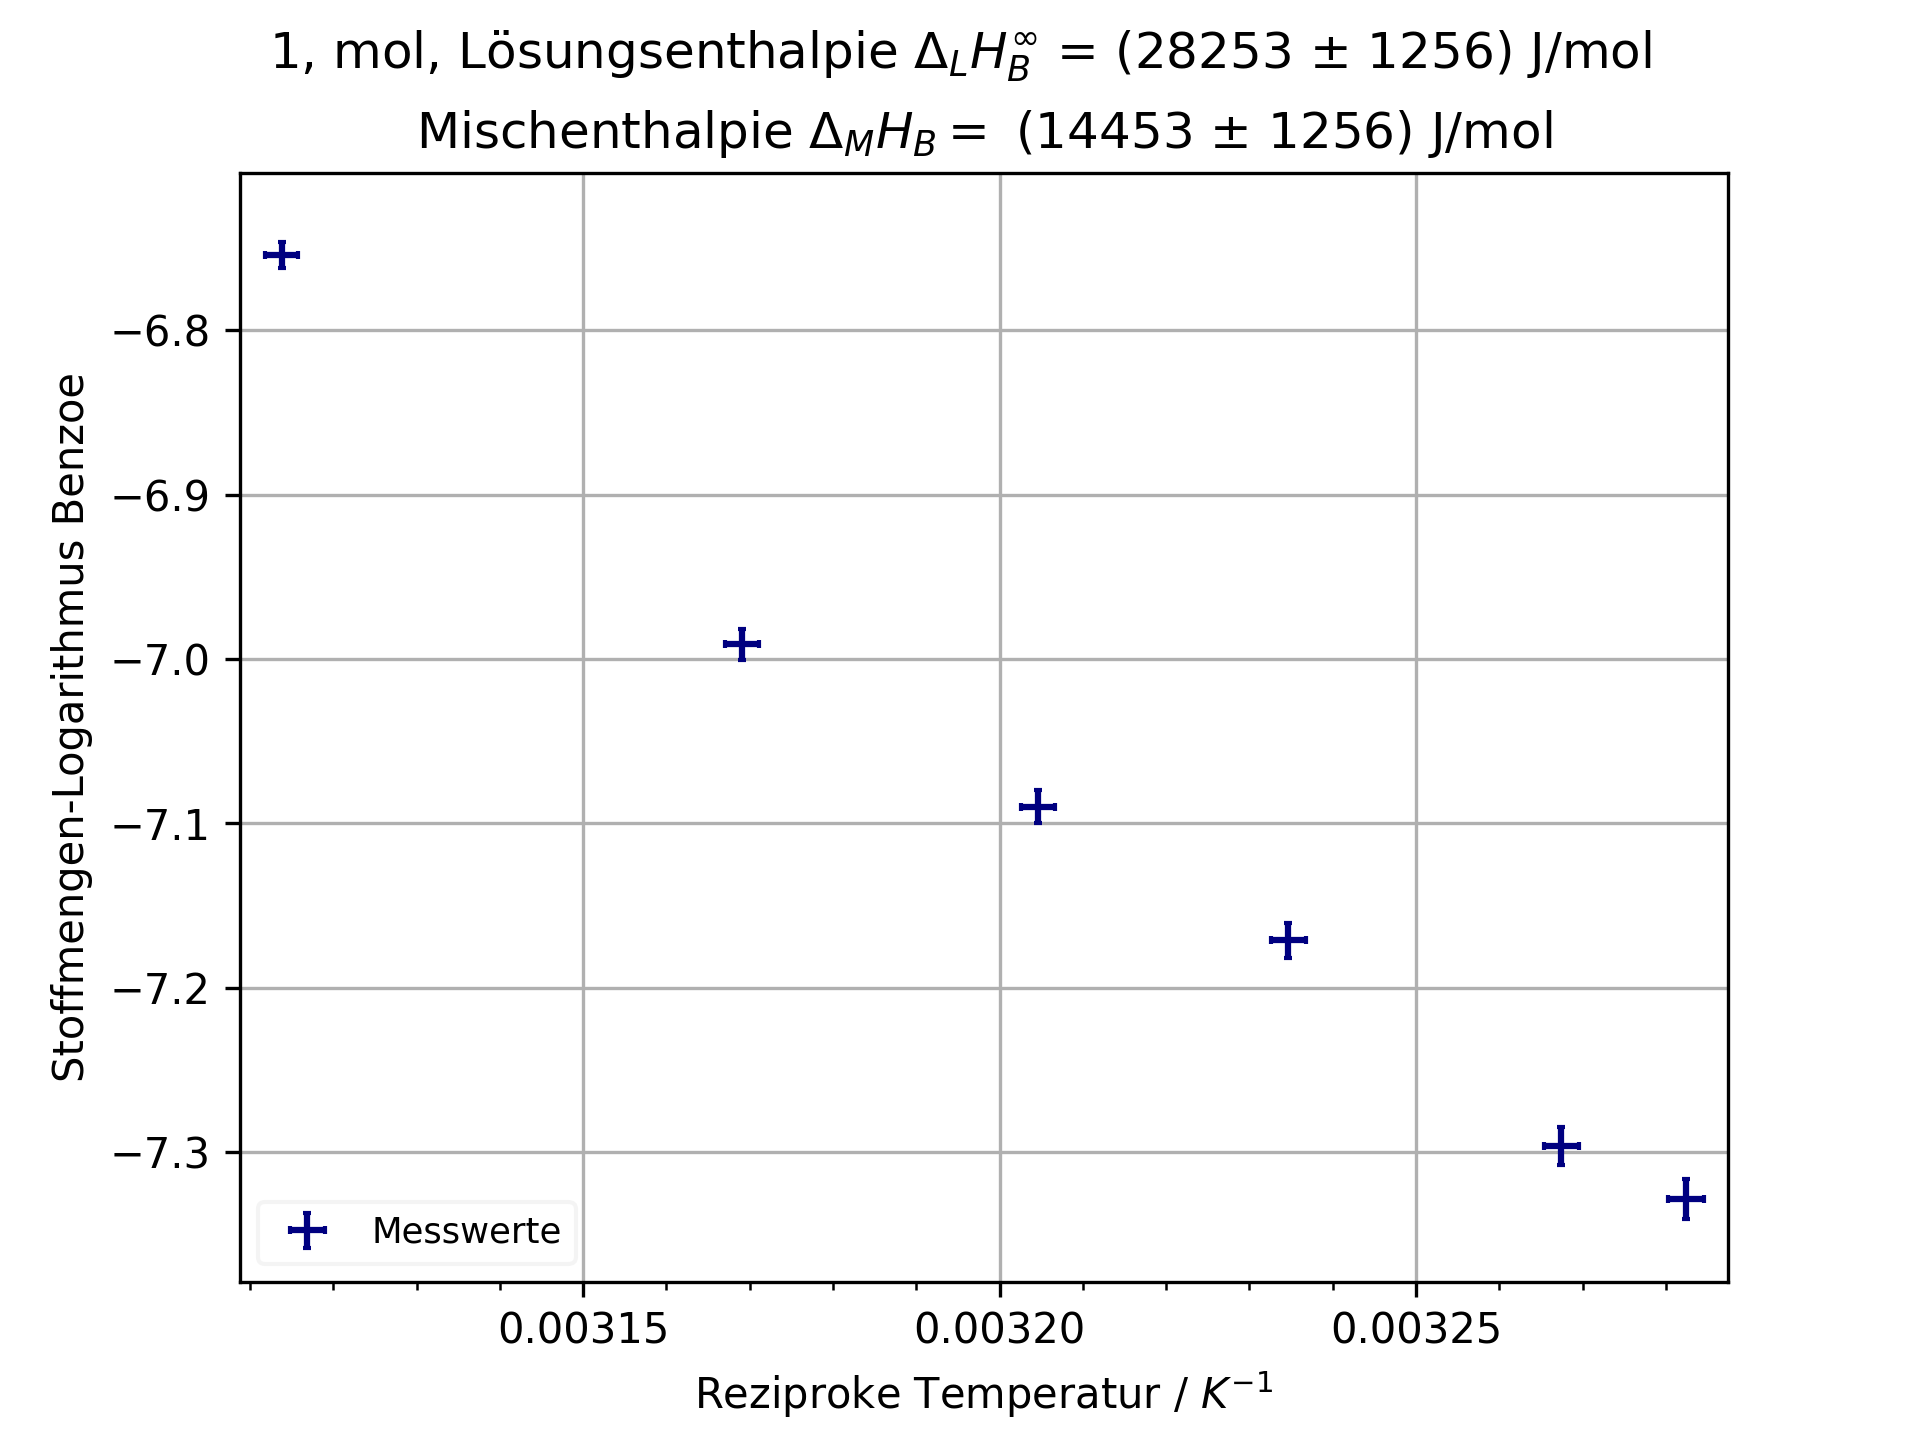 1, mol, Lösungsenthalpie Δ_L H_B^∞ = (28253 ± 1256) J/mol
Mischenthalpie Δ_M H_B = (14453 ± 1256) J/mol
−6.8
−6.9
−7.0
−7.1
−7.2
−7.3
Stoffmengen-Logarithmus Benzoe
Messwerte
0.00315 0.00320 0.00325
Reziproke Temperatur / K⁻¹